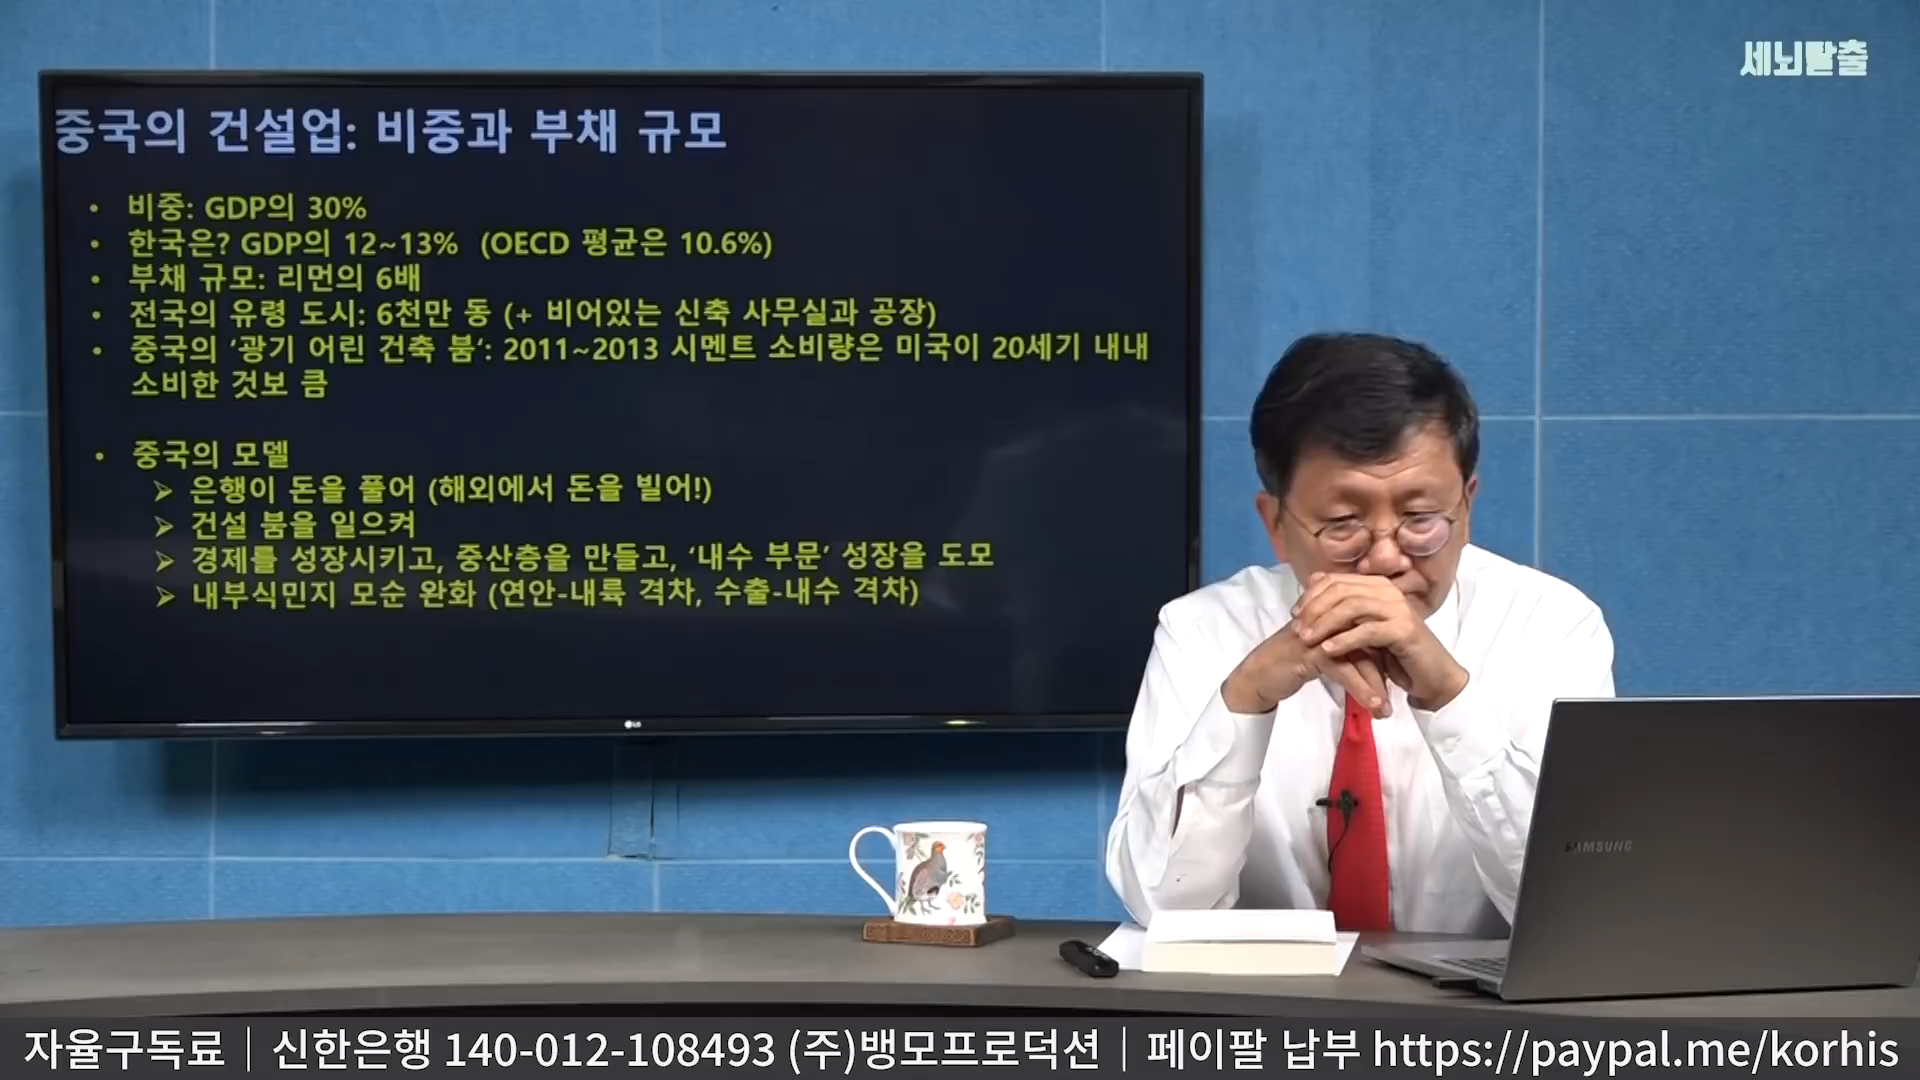 세뇌탈출
중국의 건설업: 비중과 부채 규모
• 비중: GDP의 30%
• 한국은? GDP의 12~13% (OECD 평균은 10.6%)
• 부채 규모: 리먼의 6배
• 전국의 유령 도시: 6천만 동 (+ 비어있는 신축 사무실과 공장)
• 중국의 ‘광기 어린 건축 붐‘: 2011~2013 시멘트 소비량은 미국이 20세기 내내
소비한 것보 큼
• 중국의 모델
➢ 은행이 돈을 풀어 (해외에서 돈을 빌어!)
➢ 건설 붐을 일으켜
➢ 경제를 성장시키고, 중산층을 만들고, ‘내수 부문’ 성장을 도모
➢ 내부식민지 모순 완화 (연안-내륙 격차, 수출-내수 격차)
LG
SAMSUNG
자율구독료｜신한은행 140-012-108493 (주)뱅모프로덕션｜페이팔 납부 https://paypal.me/korhis